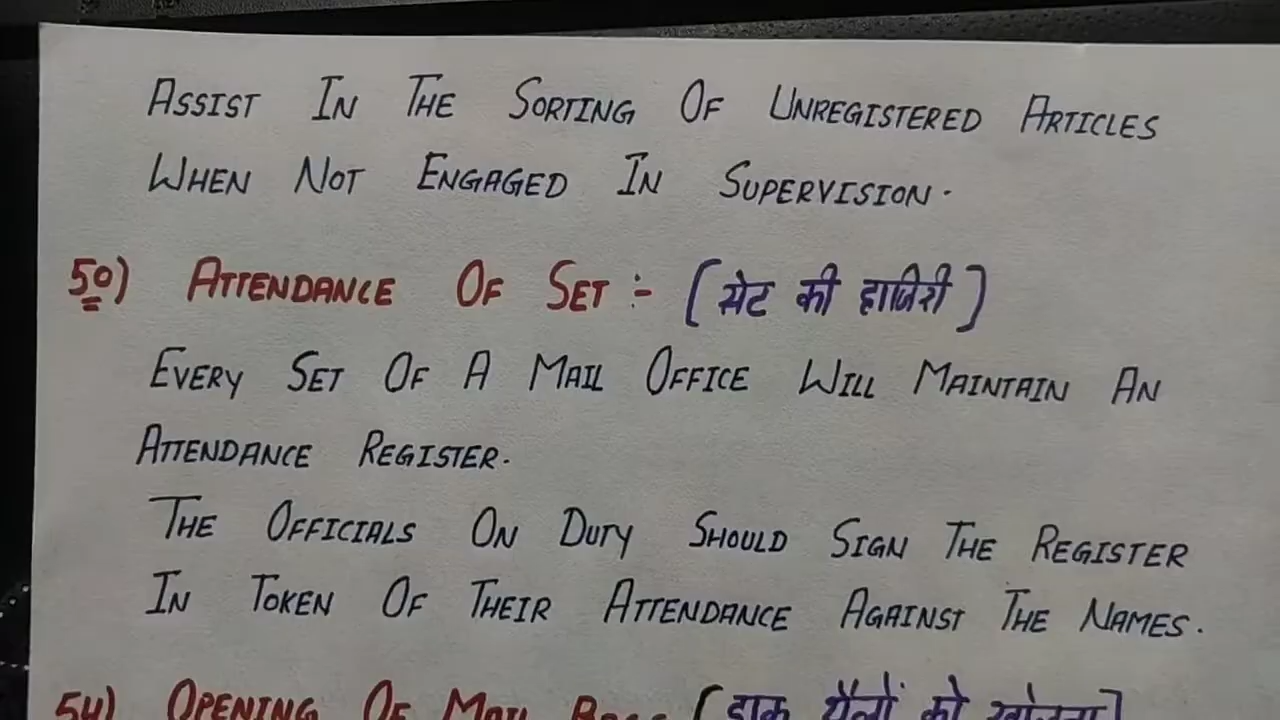 ASSIST IN THE SORTING OF UNREGISTERED ARTICLES
WHEN NOT ENGAGED IN SUPERVISION.
50) ATTENDANCE OF SET :- [सेट की हाजिरी]
EVERY SET OF A MAIL OFFICE WILL MAINTAIN AN
ATTENDANCE REGISTER.
THE OFFICIALS ON DUTY SHOULD SIGN THE REGISTER
IN TOKEN OF THEIR ATTENDANCE AGAINST THE NAMES.
54) OPENING OF MAIL [डाक थैलों को खोलना]